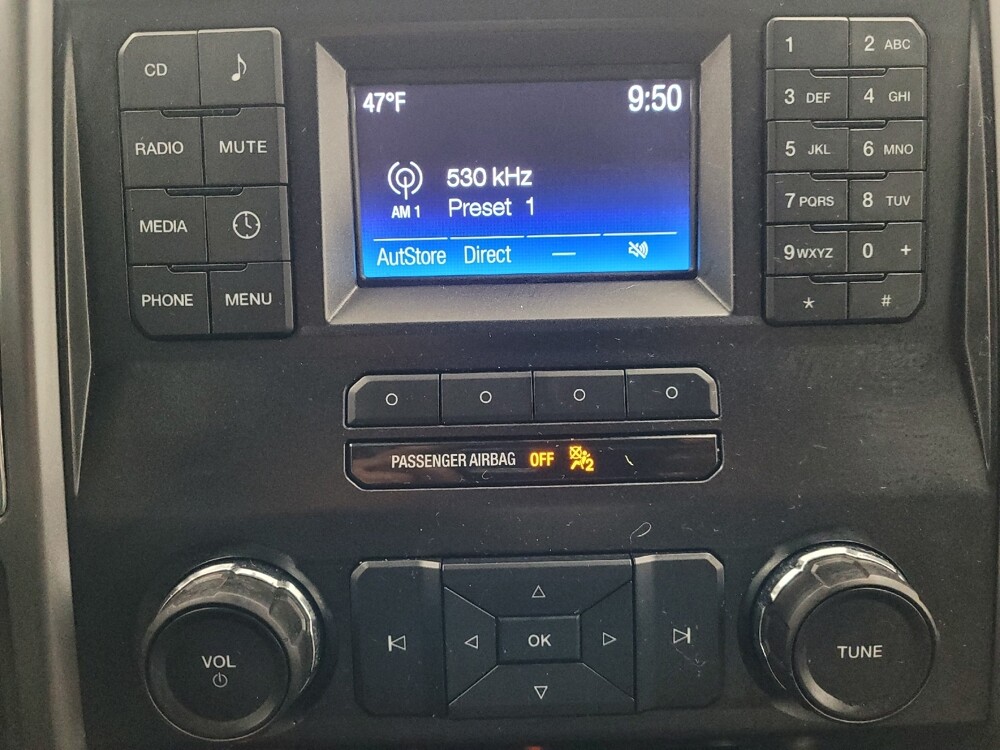 CD
RADIO MUTE
MEDIA
PHONE MENU
47°F 9:50
530 kHz
AM 1 Preset 1
AutStore Direct
1 2 ABC
3 DEF 4 GHI
5 JKL 6 MNO
7 PQRS 8 TUV
9 WXYZ 0 +
* #
PASSENGER AIRBAG OFF 2
VOL
OK
TUNE